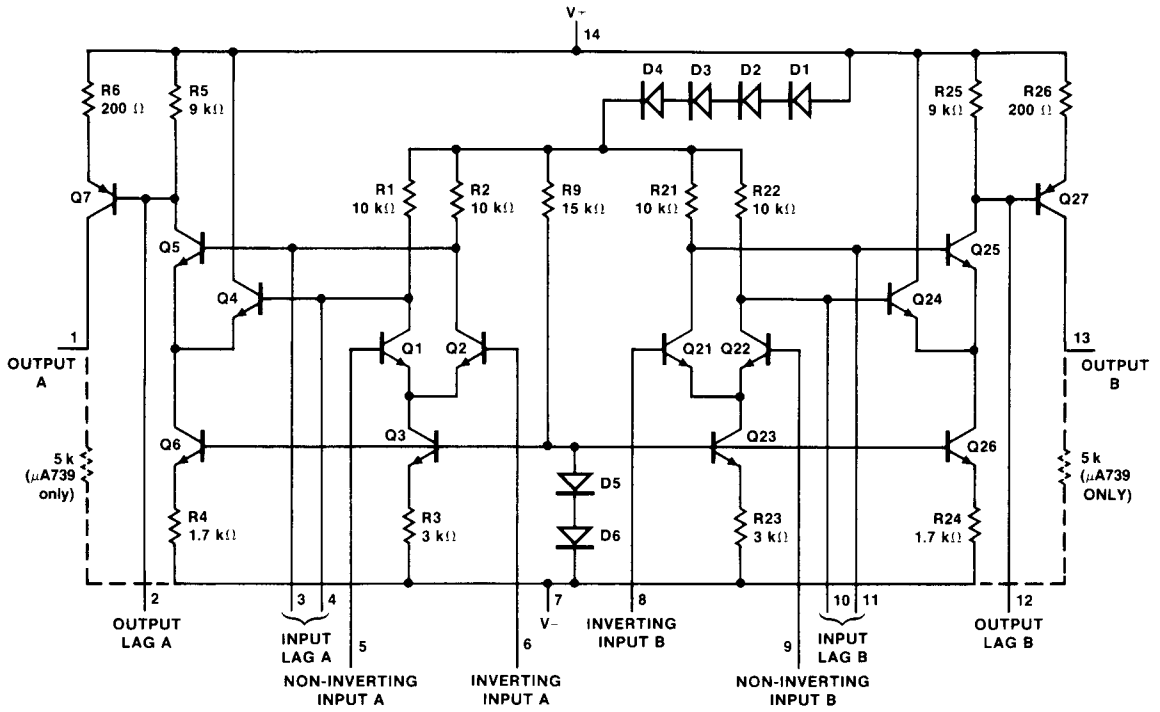 V+
14
D4 D3 D2 D1
R6
200 Ω
R5
9 kΩ
R25
9 kΩ
R26
200 Ω
Q7
R1
10 kΩ
R2
10 kΩ
R9
15 kΩ
R21
10 kΩ
R22
10 kΩ
Q27
Q5
Q25
Q4
Q24
1
OUTPUT
A
Q1
Q2
Q21
Q22
13
OUTPUT
B
Q6
Q3
Q23
Q26
5 k
(μA739
only)
D5
5 k
(μA739
ONLY)
R4
1.7 kΩ
R3
3 kΩ
D6
R23
3 kΩ
R24
1.7 kΩ
2
OUTPUT
LAG A
3
4
INPUT
LAG A
5
NON-INVERTING
INPUT A
6
INVERTING
INPUT A
7
V−
8
INVERTING
INPUT B
9
NON-INVERTING
INPUT B
10
11
INPUT
LAG B
12
OUTPUT
LAG B